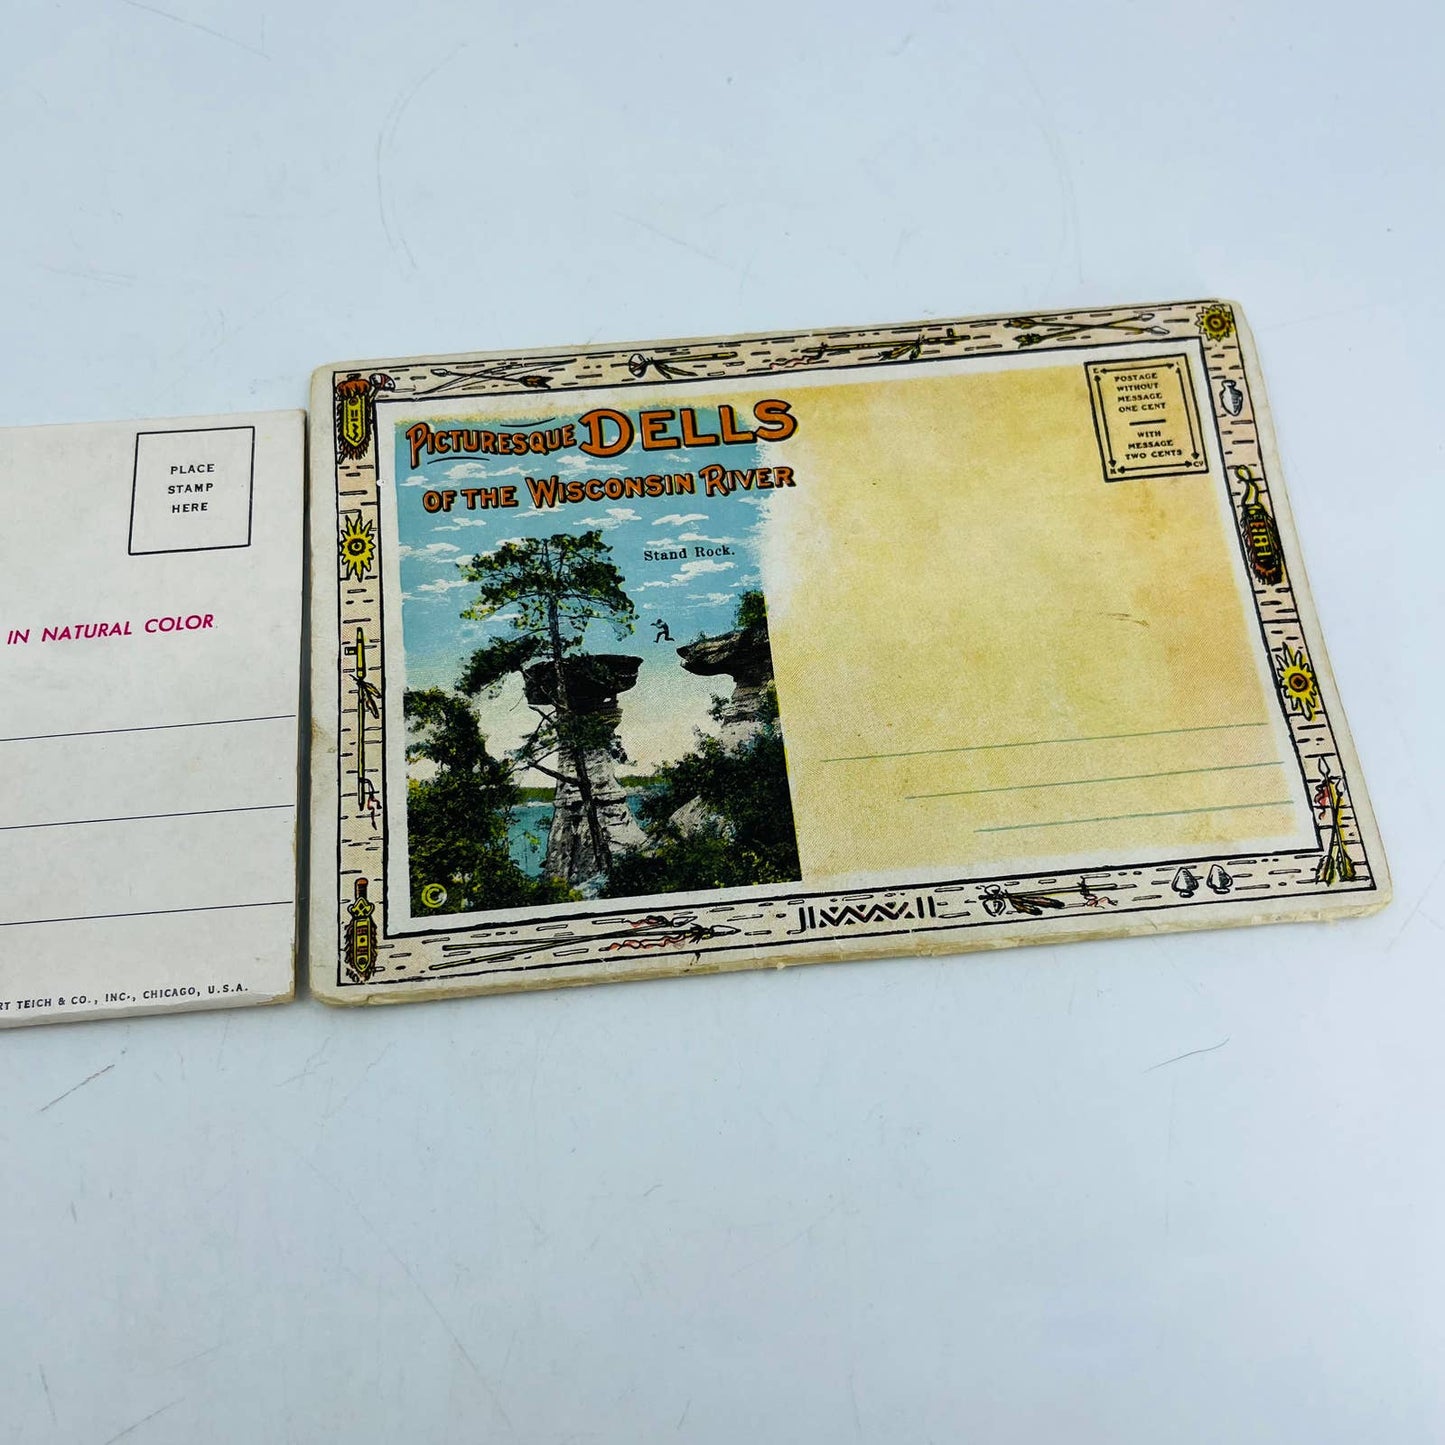 PLACE
STAMP
HERE
IN NATURAL COLOR
TEICH & CO., INC., CHICAGO, U.S.A.
PICTURESQUE DELLS
OF THE WISCONSIN RIVER
Stand Rock.
©
POSTAGE
WITHOUT
MESSAGE
ONE CENT
WITH
MESSAGE
TWO CENTS